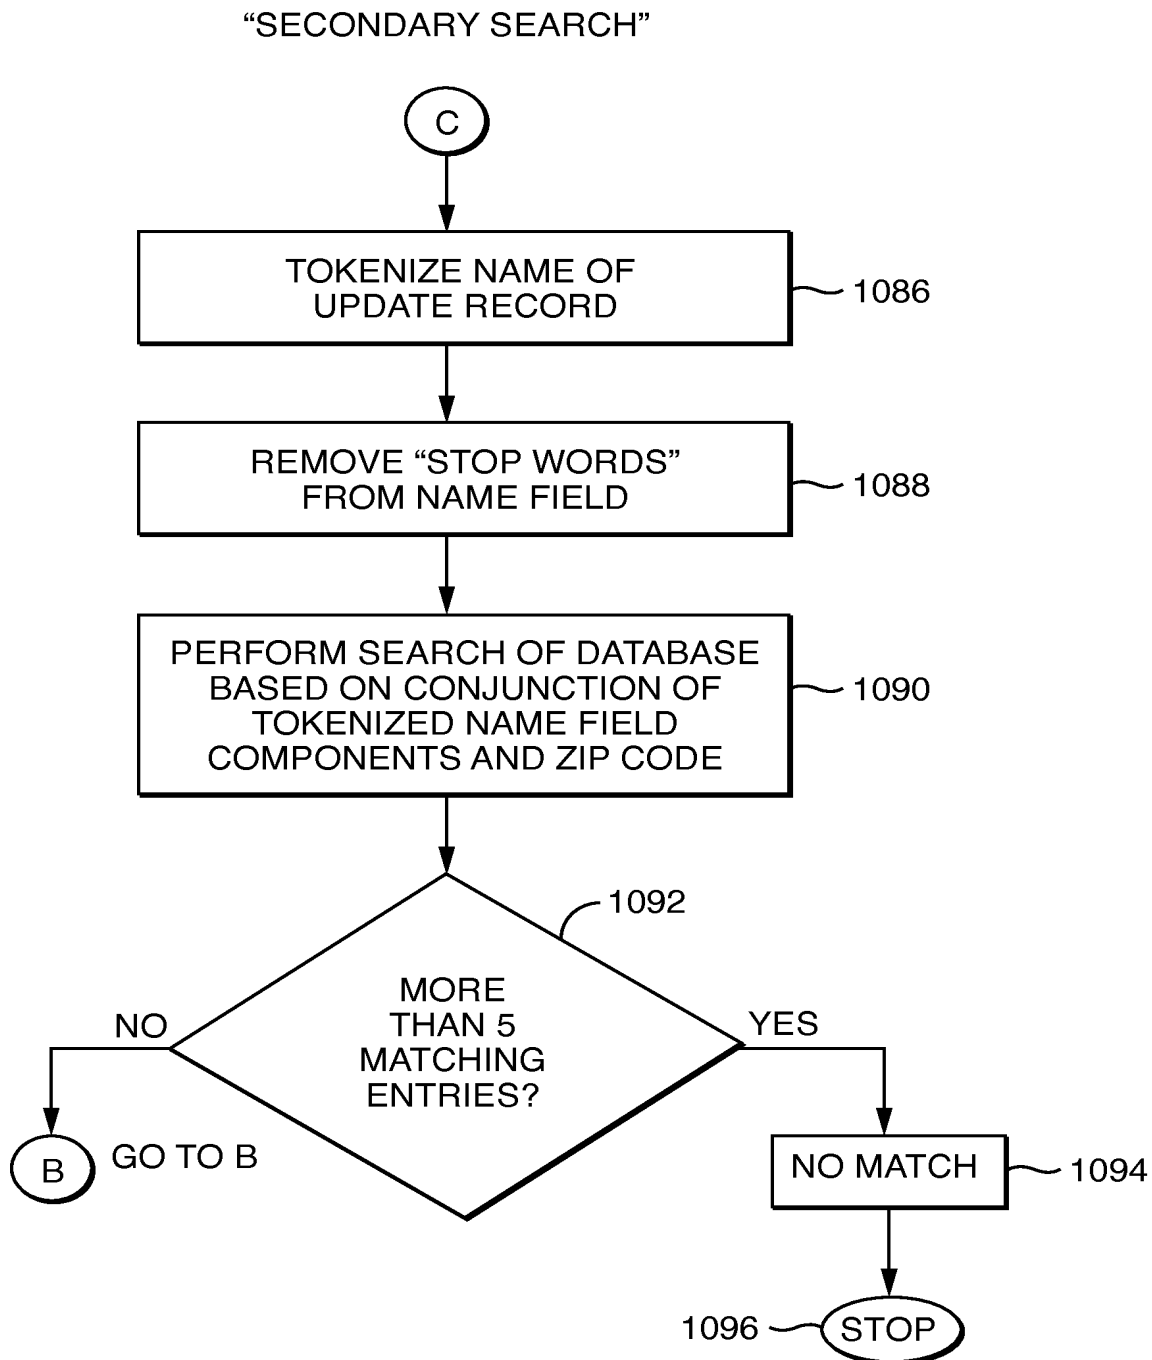 “SECONDARY SEARCH”
C
TOKENIZE NAME OF
UPDATE RECORD
1086
REMOVE “STOP WORDS”
FROM NAME FIELD
1088
PERFORM SEARCH OF DATABASE
BASED ON CONJUNCTION OF
TOKENIZED NAME FIELD
COMPONENTS AND ZIP CODE
1090
1092
MORE
THAN 5
MATCHING
ENTRIES?
NO
YES
B
GO TO B
NO MATCH
1094
1096
STOP